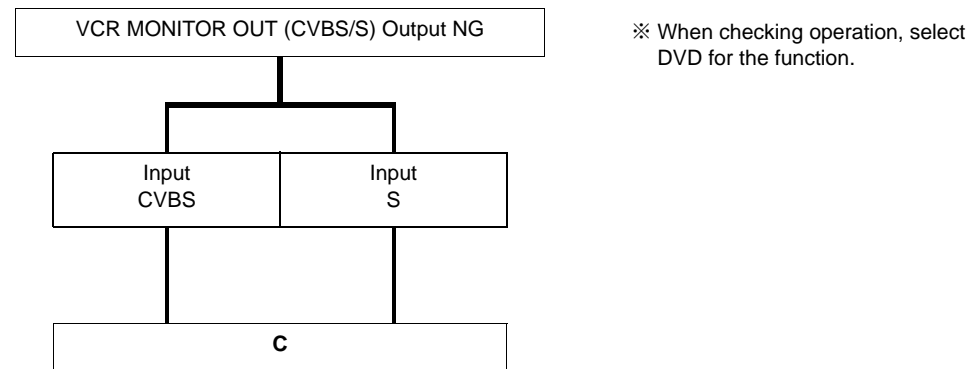 VCR MONITOR OUT (CVBS/S) Output NG
※ When checking operation, select
DVD for the function.
Input
CVBS
Input
S
C